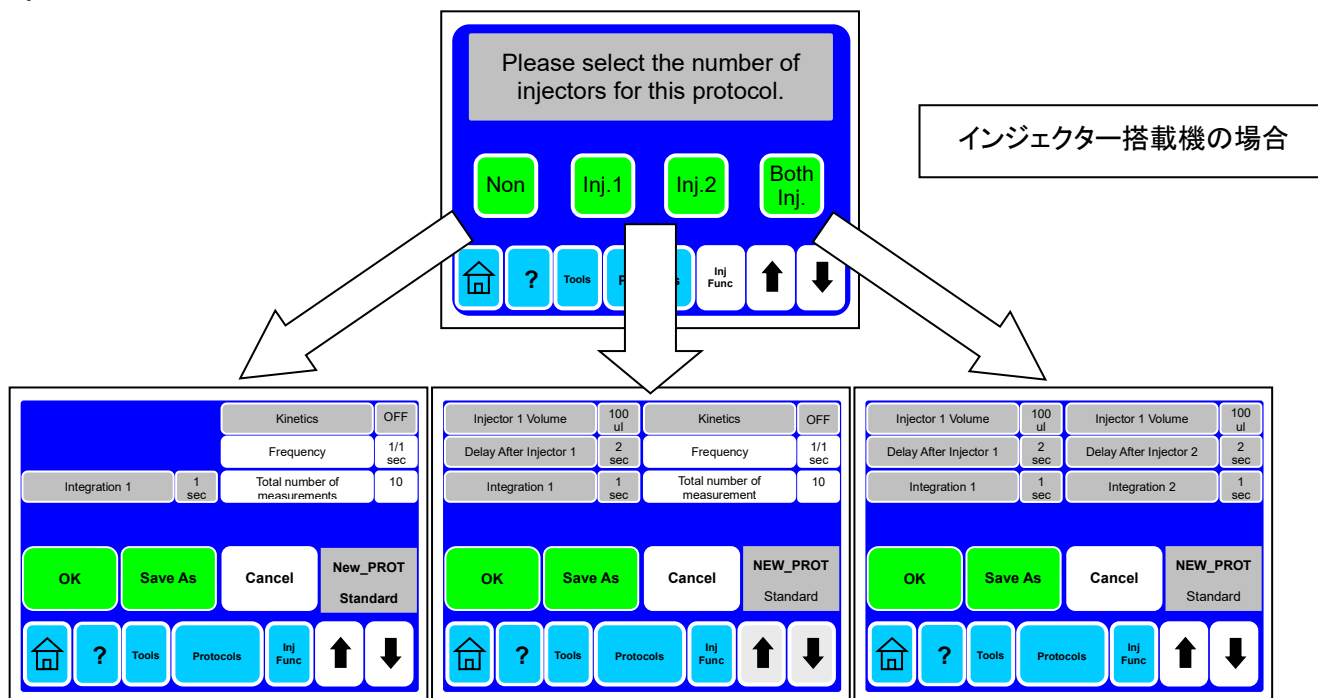 Please select the number of
injectors for this protocol.
インジェクター搭載機の場合
Non
Inj.1
Inj.2
Both
Inj.
?
Tools
Inj
Func
Kinetics
OFF
Frequency
1/1
sec
Integration 1
1
sec
Total number of
measurements
10
OK
Save As
Cancel
New_PROT
Standard
?
Tools
Protocols
Inj
Func
Injector 1 Volume
100
ul
Kinetics
OFF
Delay After Injector 1
2
sec
Frequency
1/1
sec
Integration 1
1
sec
Total number of
measurement
10
OK
Save As
Cancel
NEW_PROT
Standard
?
Tools
Protocols
Inj
Func
Injector 1 Volume
100
ul
Injector 1 Volume
100
ul
Delay After Injector 1
2
sec
Delay After Injector 2
2
sec
Integration 1
1
sec
Integration 2
1
sec
OK
Save As
Cancel
NEW_PROT
Standard
?
Tools
Protocols
Inj
Func